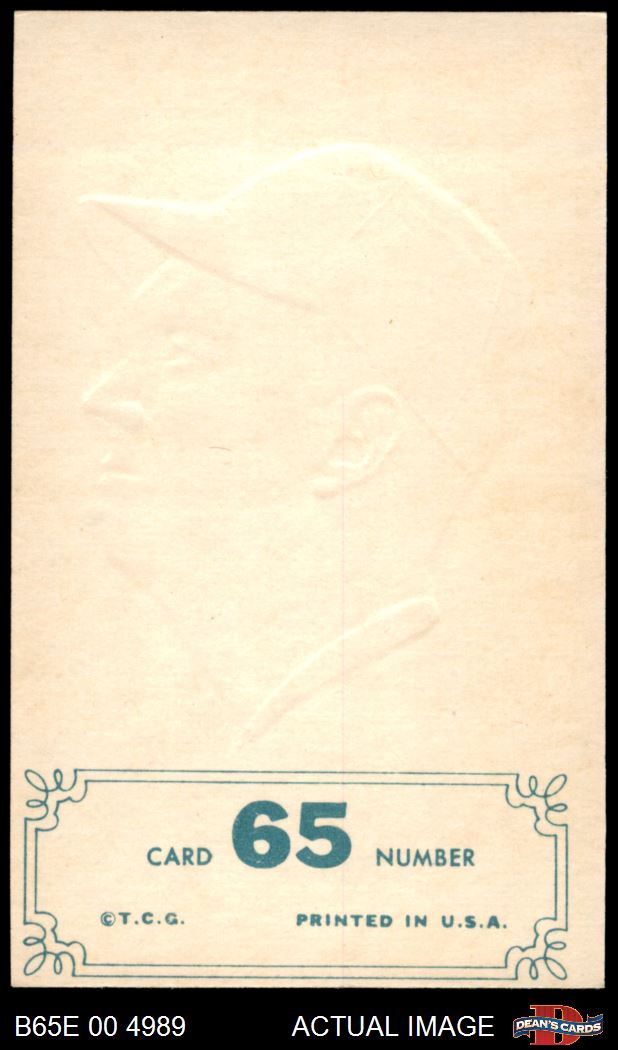 CARD 65 NUMBER
©T.C.G. PRINTED IN U.S.A.
B65E 00 4989 ACTUAL IMAGE DEAN'S CARDS